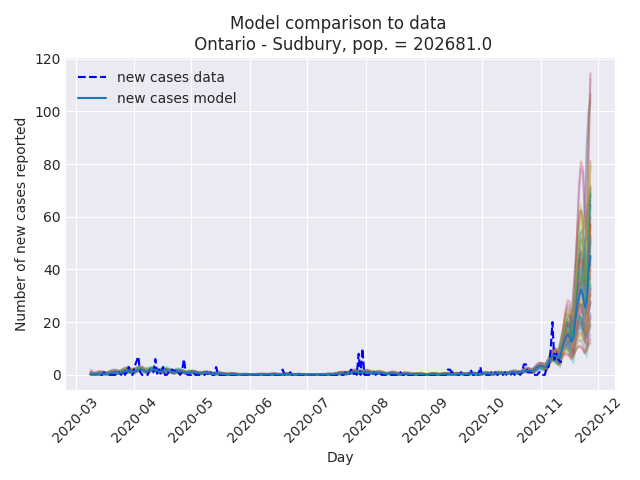 Model comparison to data
Ontario - Sudbury, pop. = 202681.0
new cases data
new cases model
Number of new cases reported
120
100
80
60
40
20
0
2020-03
2020-04
2020-05
2020-06
2020-07
2020-08
2020-09
2020-10
2020-11
2020-12
Day